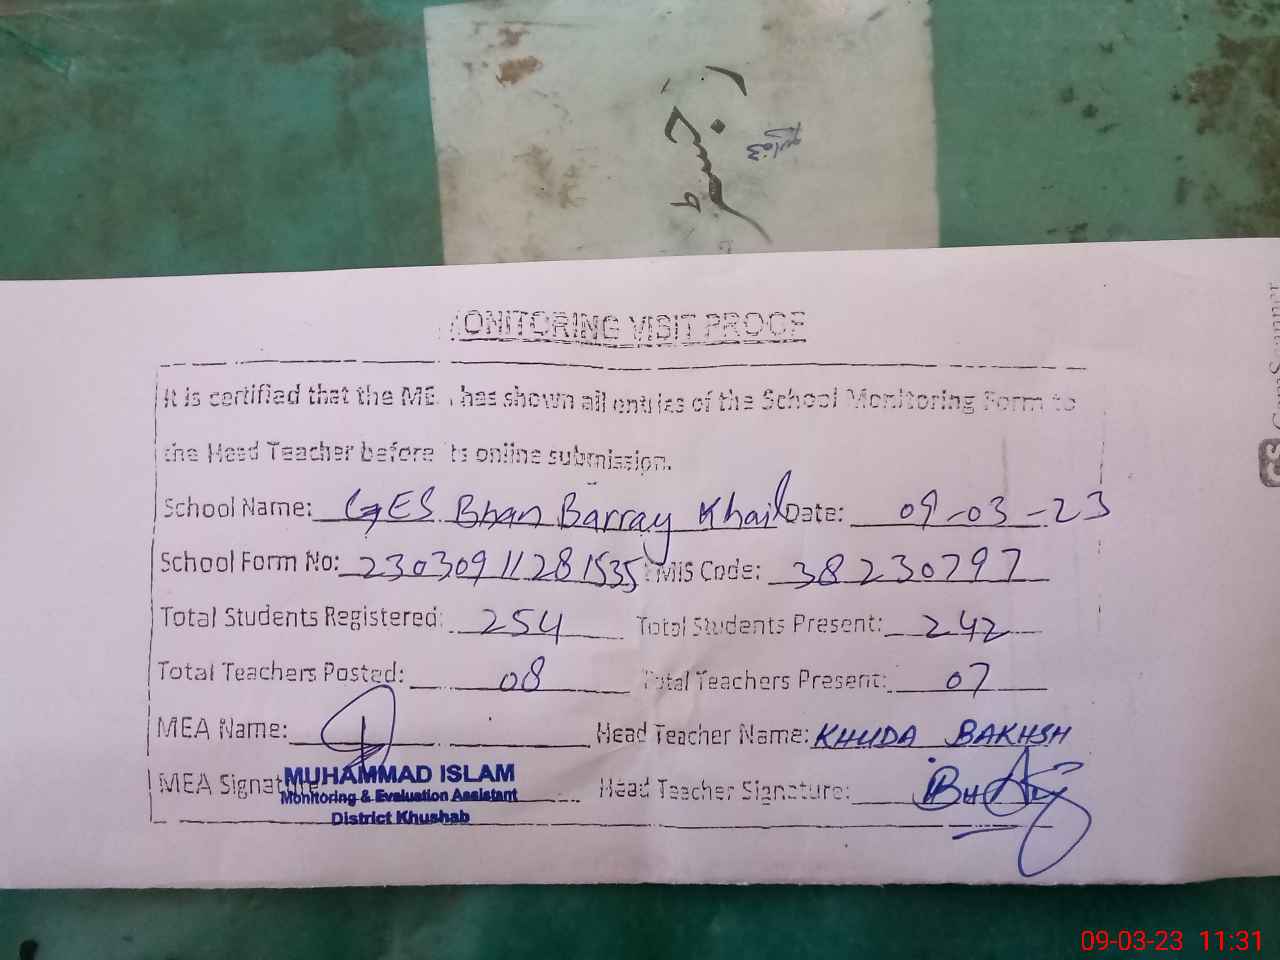 MONITORING VISIT PROOF
It is certified that the MEA has shown all entries of the School Monitoring Form to
the Head Teacher before its online submission.
School Name: GES Bhan Barray Khail Date: 09-03-23
School Form No: 23030911281535 EMIS Code: 38230797
Total Students Registered: 254 Total Students Present: 242
Total Teachers Posted: 08 Total Teachers Present: 07
MEA Name: Head Teacher Name: KHUDA BAKHSH
MEA Signature Head Teacher Signature:
MUHAMMAD ISLAM
Monitoring & Evaluation Assistant
District Khushab
CS CamScanner
09-03-23 11:31